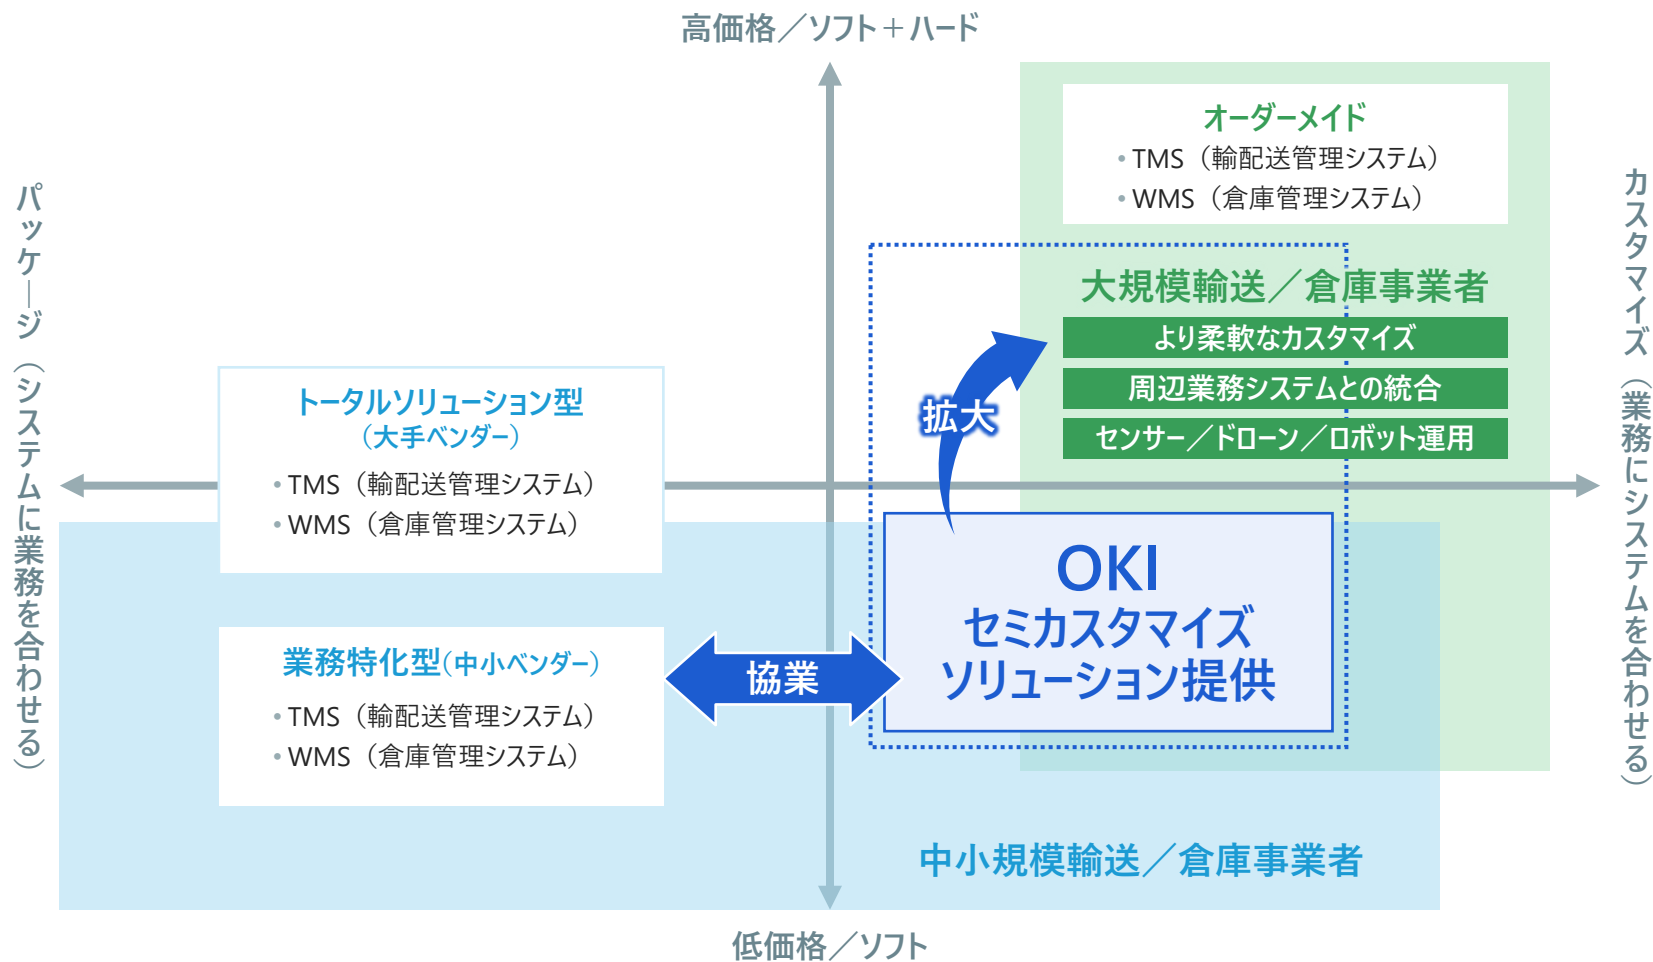 高価格／ソフト＋ハード
オーダーメイド
•TMS（輸配送管理システム）
•WMS（倉庫管理システム）
パッケージ（システムに業務を合わせる）
カスタマイズ（業務にシステムを合わせる）
大規模輸送／倉庫事業者
より柔軟なカスタマイズ
周辺業務システムとの統合
センサー／ドローン／ロボット運用
拡大
トータルソリューション型
（大手ベンダー）
•TMS（輸配送管理システム）
•WMS（倉庫管理システム）
OKI
セミカスタマイズ
ソリューション提供
業務特化型（中小ベンダー）
•TMS（輸配送管理システム）
•WMS（倉庫管理システム）
協業
中小規模輸送／倉庫事業者
低価格／ソフト